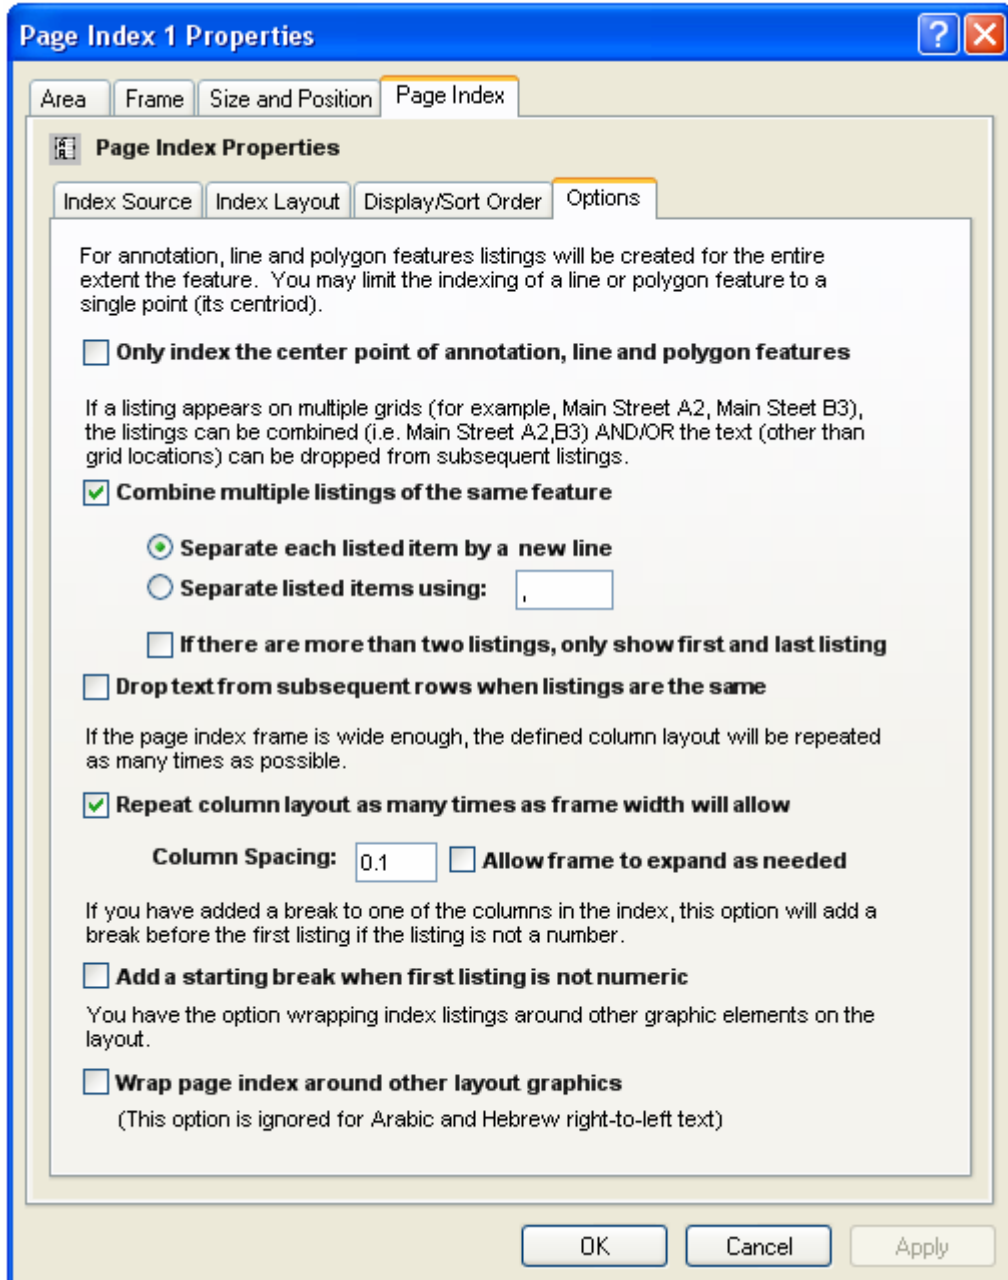 Page Index 1 Properties
Area Frame Size and Position Page Index
Page Index Properties
Index Source Index Layout Display/Sort Order Options
For annotation, line and polygon features listings will be created for the entire
extent the feature. You may limit the indexing of a line or polygon feature to a
single point (its centriod).
Only index the center point of annotation, line and polygon features
If a listing appears on multiple grids (for example, Main Street A2, Main Steet B3),
the listings can be combined (i.e. Main Street A2,B3) AND/OR the text (other than
grid locations) can be dropped from subsequent listings.
Combine multiple listings of the same feature
Separate each listed item by a new line
Separate listed items using: ,
If there are more than two listings, only show first and last listing
Drop text from subsequent rows when listings are the same
If the page index frame is wide enough, the defined column layout will be repeated
as many times as possible.
Repeat column layout as many times as frame width will allow
Column Spacing: 0.1 Allow frame to expand as needed
If you have added a break to one of the columns in the index, this option will add a
break before the first listing if the listing is not a number.
Add a starting break when first listing is not numeric
You have the option wrapping index listings around other graphic elements on the
layout.
Wrap page index around other layout graphics
(This option is ignored for Arabic and Hebrew right-to-left text)
OK Cancel Apply